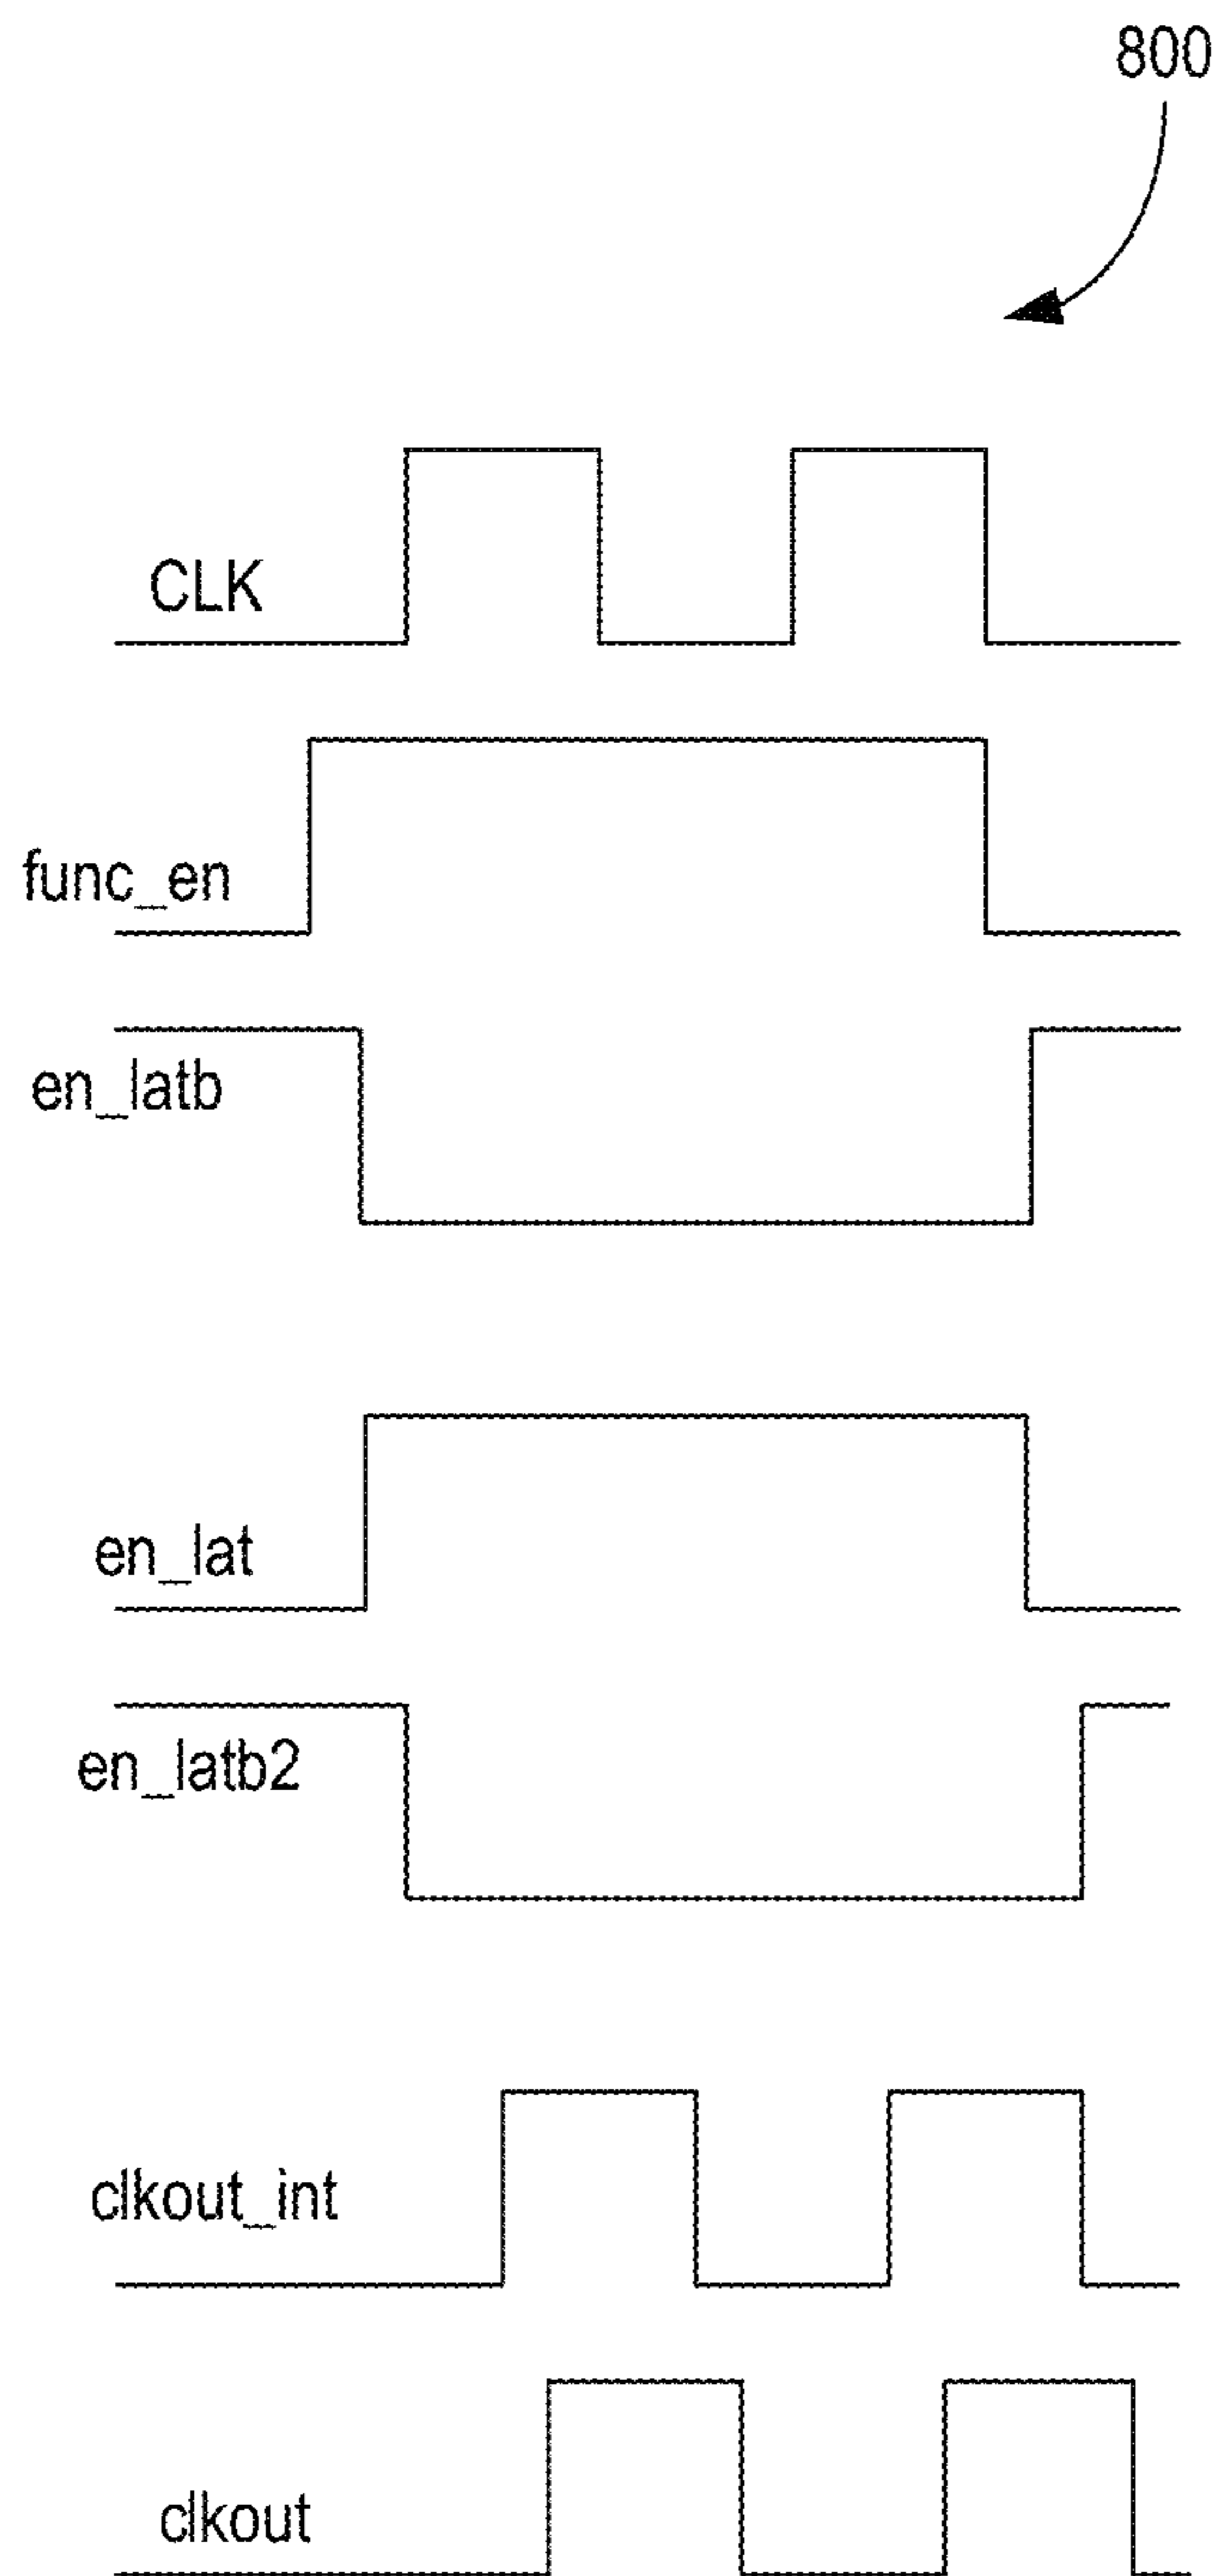 800
CLK
func_en
en_latb
en_lat
en_latb2
clkout_int
clkout